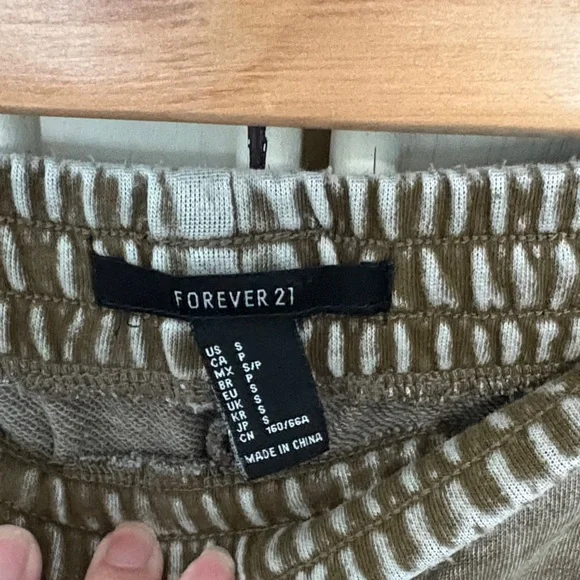 FOREVER 21
US S
CA P
MX S/P
BR P
EU S
UK S
KR S
JP S
CN 160/66A
MADE IN CHINA